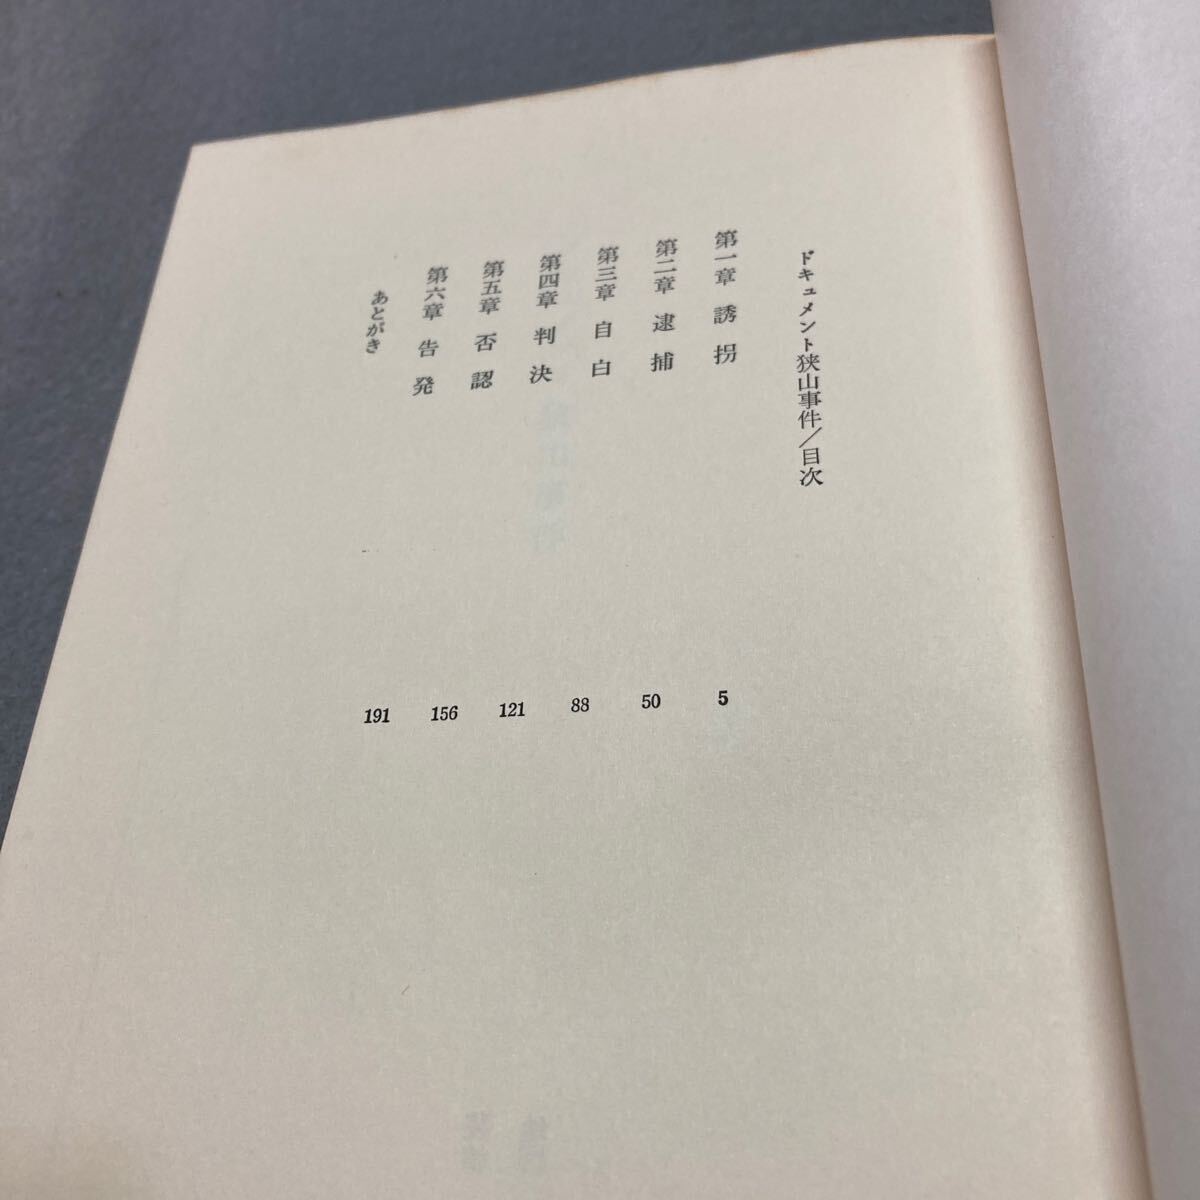 ドキュメント狭山事件/目次
第一章 誘拐 5
第二章 逮捕 50
第三章 自白 88
第四章 判決 121
第五章 否認 156
第六章 告発 191
あとがき